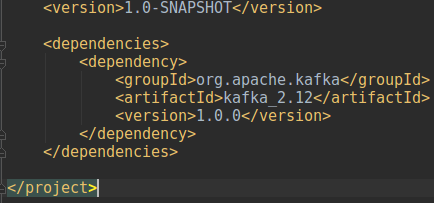 <version>1.0-SNAPSHOT</version>
<dependencies>
<dependency>
<groupId>org.apache.kafka</groupId>
<artifactId>kafka_2.12</artifactId>
<version>1.0.0</version>
</dependency>
</dependencies>
</project>